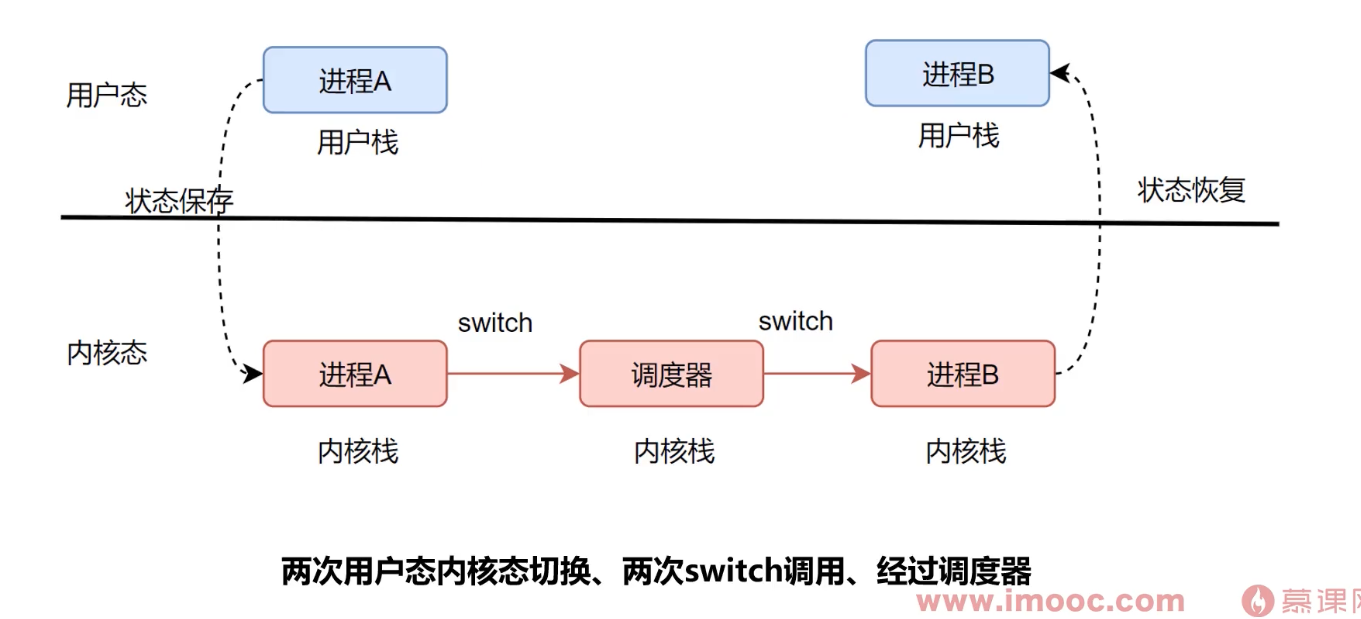 进程A
进程B
用户态
用户栈
用户栈
状态保存
状态恢复
switch
switch
内核态
进程A
调度器
进程B
内核栈
内核栈
内核栈
两次用户态内核态切换、两次switch调用、经过调度器
www.imooc.com
慕课网